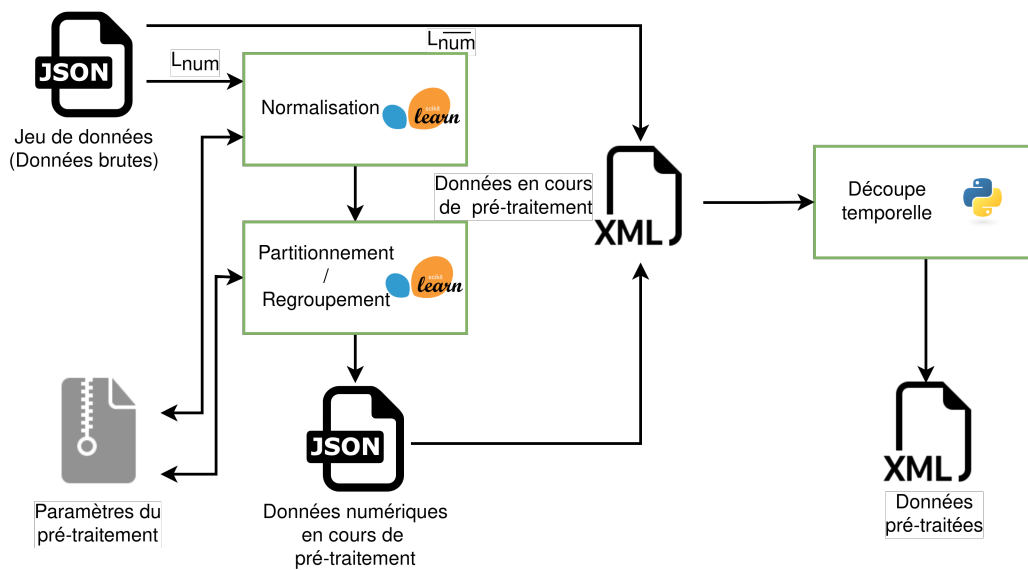 JSON
Jeu de données
(Données brutes)
Lnum
Ln̅u̅m̅
Normalisation
scikit
learn
Données en cours
de pré-traitement
XML
Découpe
temporelle
Partitionnement
/
Regroupement
scikit
learn
Paramètres du
pré-traitement
JSON
Données numériques
en cours de
pré-traitement
XML
Données
pré-traitées